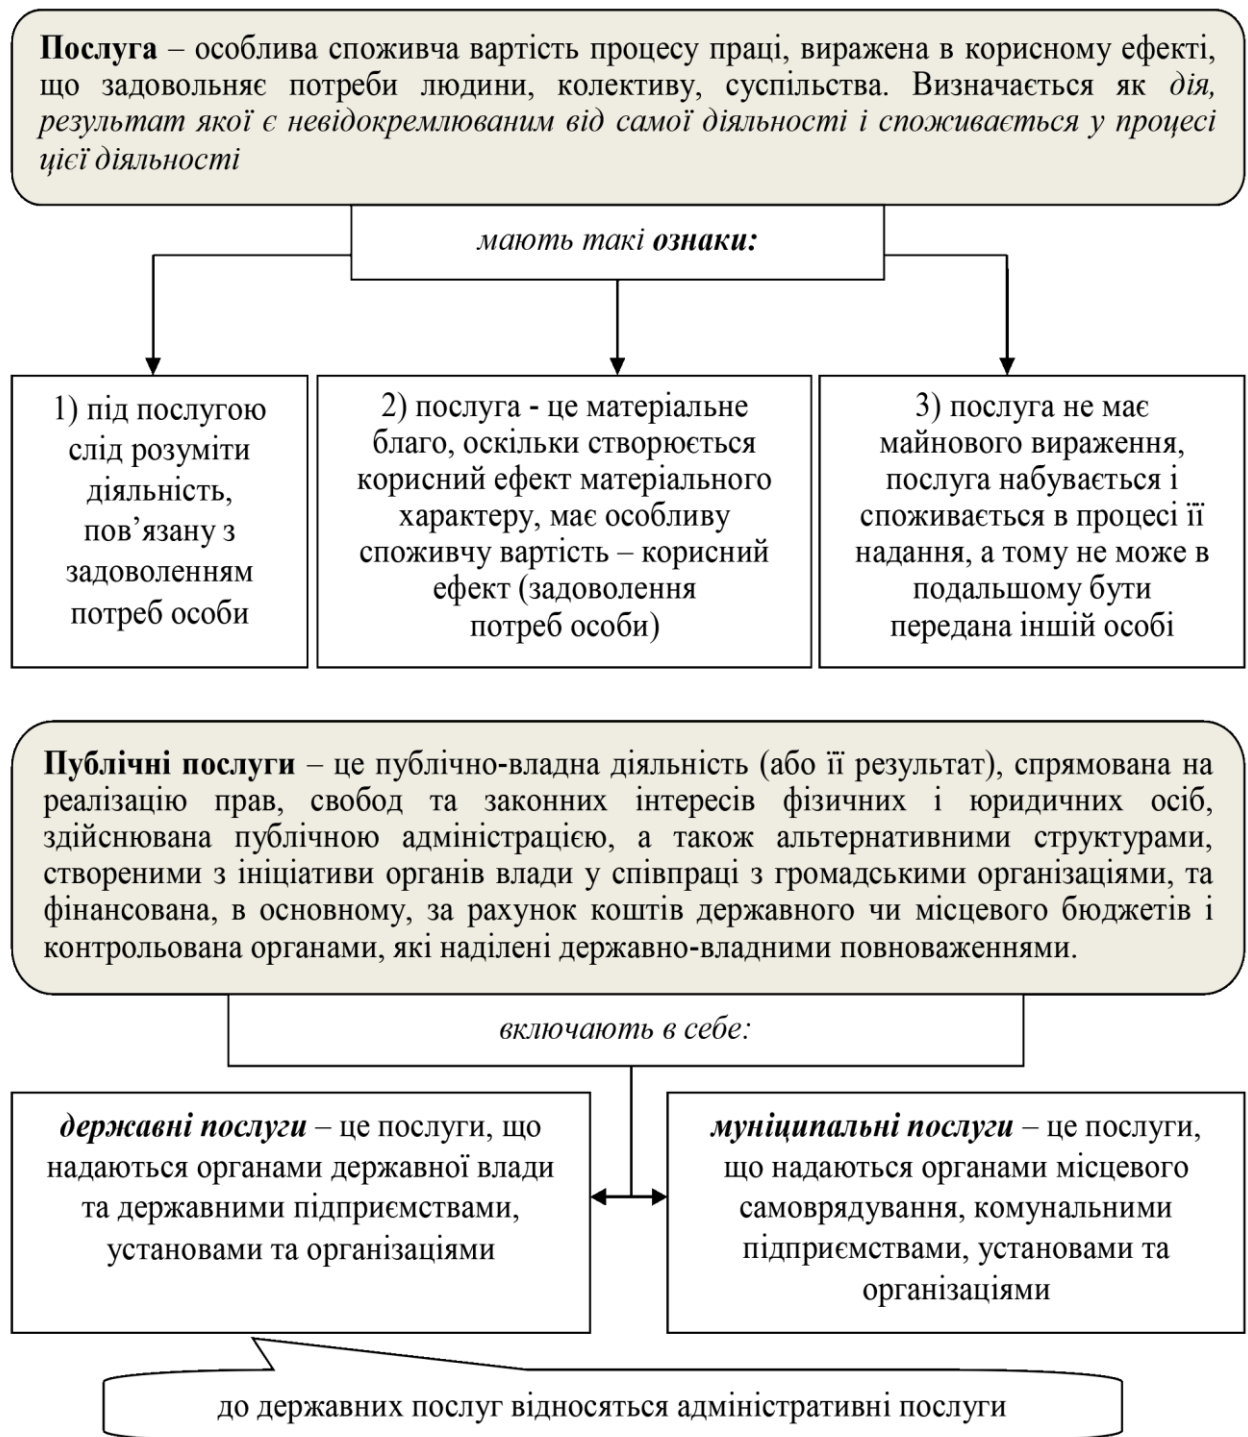 Послуга – особлива споживча вартість процесу праці, виражена в корисному ефекті,
що задовольняє потреби людини, колективу, суспільства. Визначається як дія,
результат якої є невідокремлюваним від самої діяльності і споживається у процесі
цієї діяльності
мають такі ознаки:
1) під послугою
слід розуміти
діяльність,
пов’язану з
задоволенням
потреб особи
2) послуга - це матеріальне
благо, оскільки створюється
корисний ефект матеріального
характеру, має особливу
споживчу вартість – корисний
ефект (задоволення
потреб особи)
3) послуга не має
майнового вираження,
послуга набувається і
споживається в процесі її
надання, а тому не може в
подальшому бути
передана іншій особі
Публічні послуги – це публічно-владна діяльність (або її результат), спрямована на
реалізацію прав, свобод та законних інтересів фізичних і юридичних осіб,
здійснювана публічною адміністрацією, а також альтернативними структурами,
створеними з ініціативи органів влади у співпраці з громадськими організаціями, та
фінансована, в основному, за рахунок коштів державного чи місцевого бюджетів і
контрольована органами, які наділені державно-владними повноваженнями.
включають в себе:
державні послуги – це послуги, що
надаються органами державної влади
та державними підприємствами,
установами та організаціями
муніципальні послуги – це послуги,
що надаються органами місцевого
самоврядування, комунальними
підприємствами, установами та
організаціями
до державних послуг відносяться адміністративні послуги